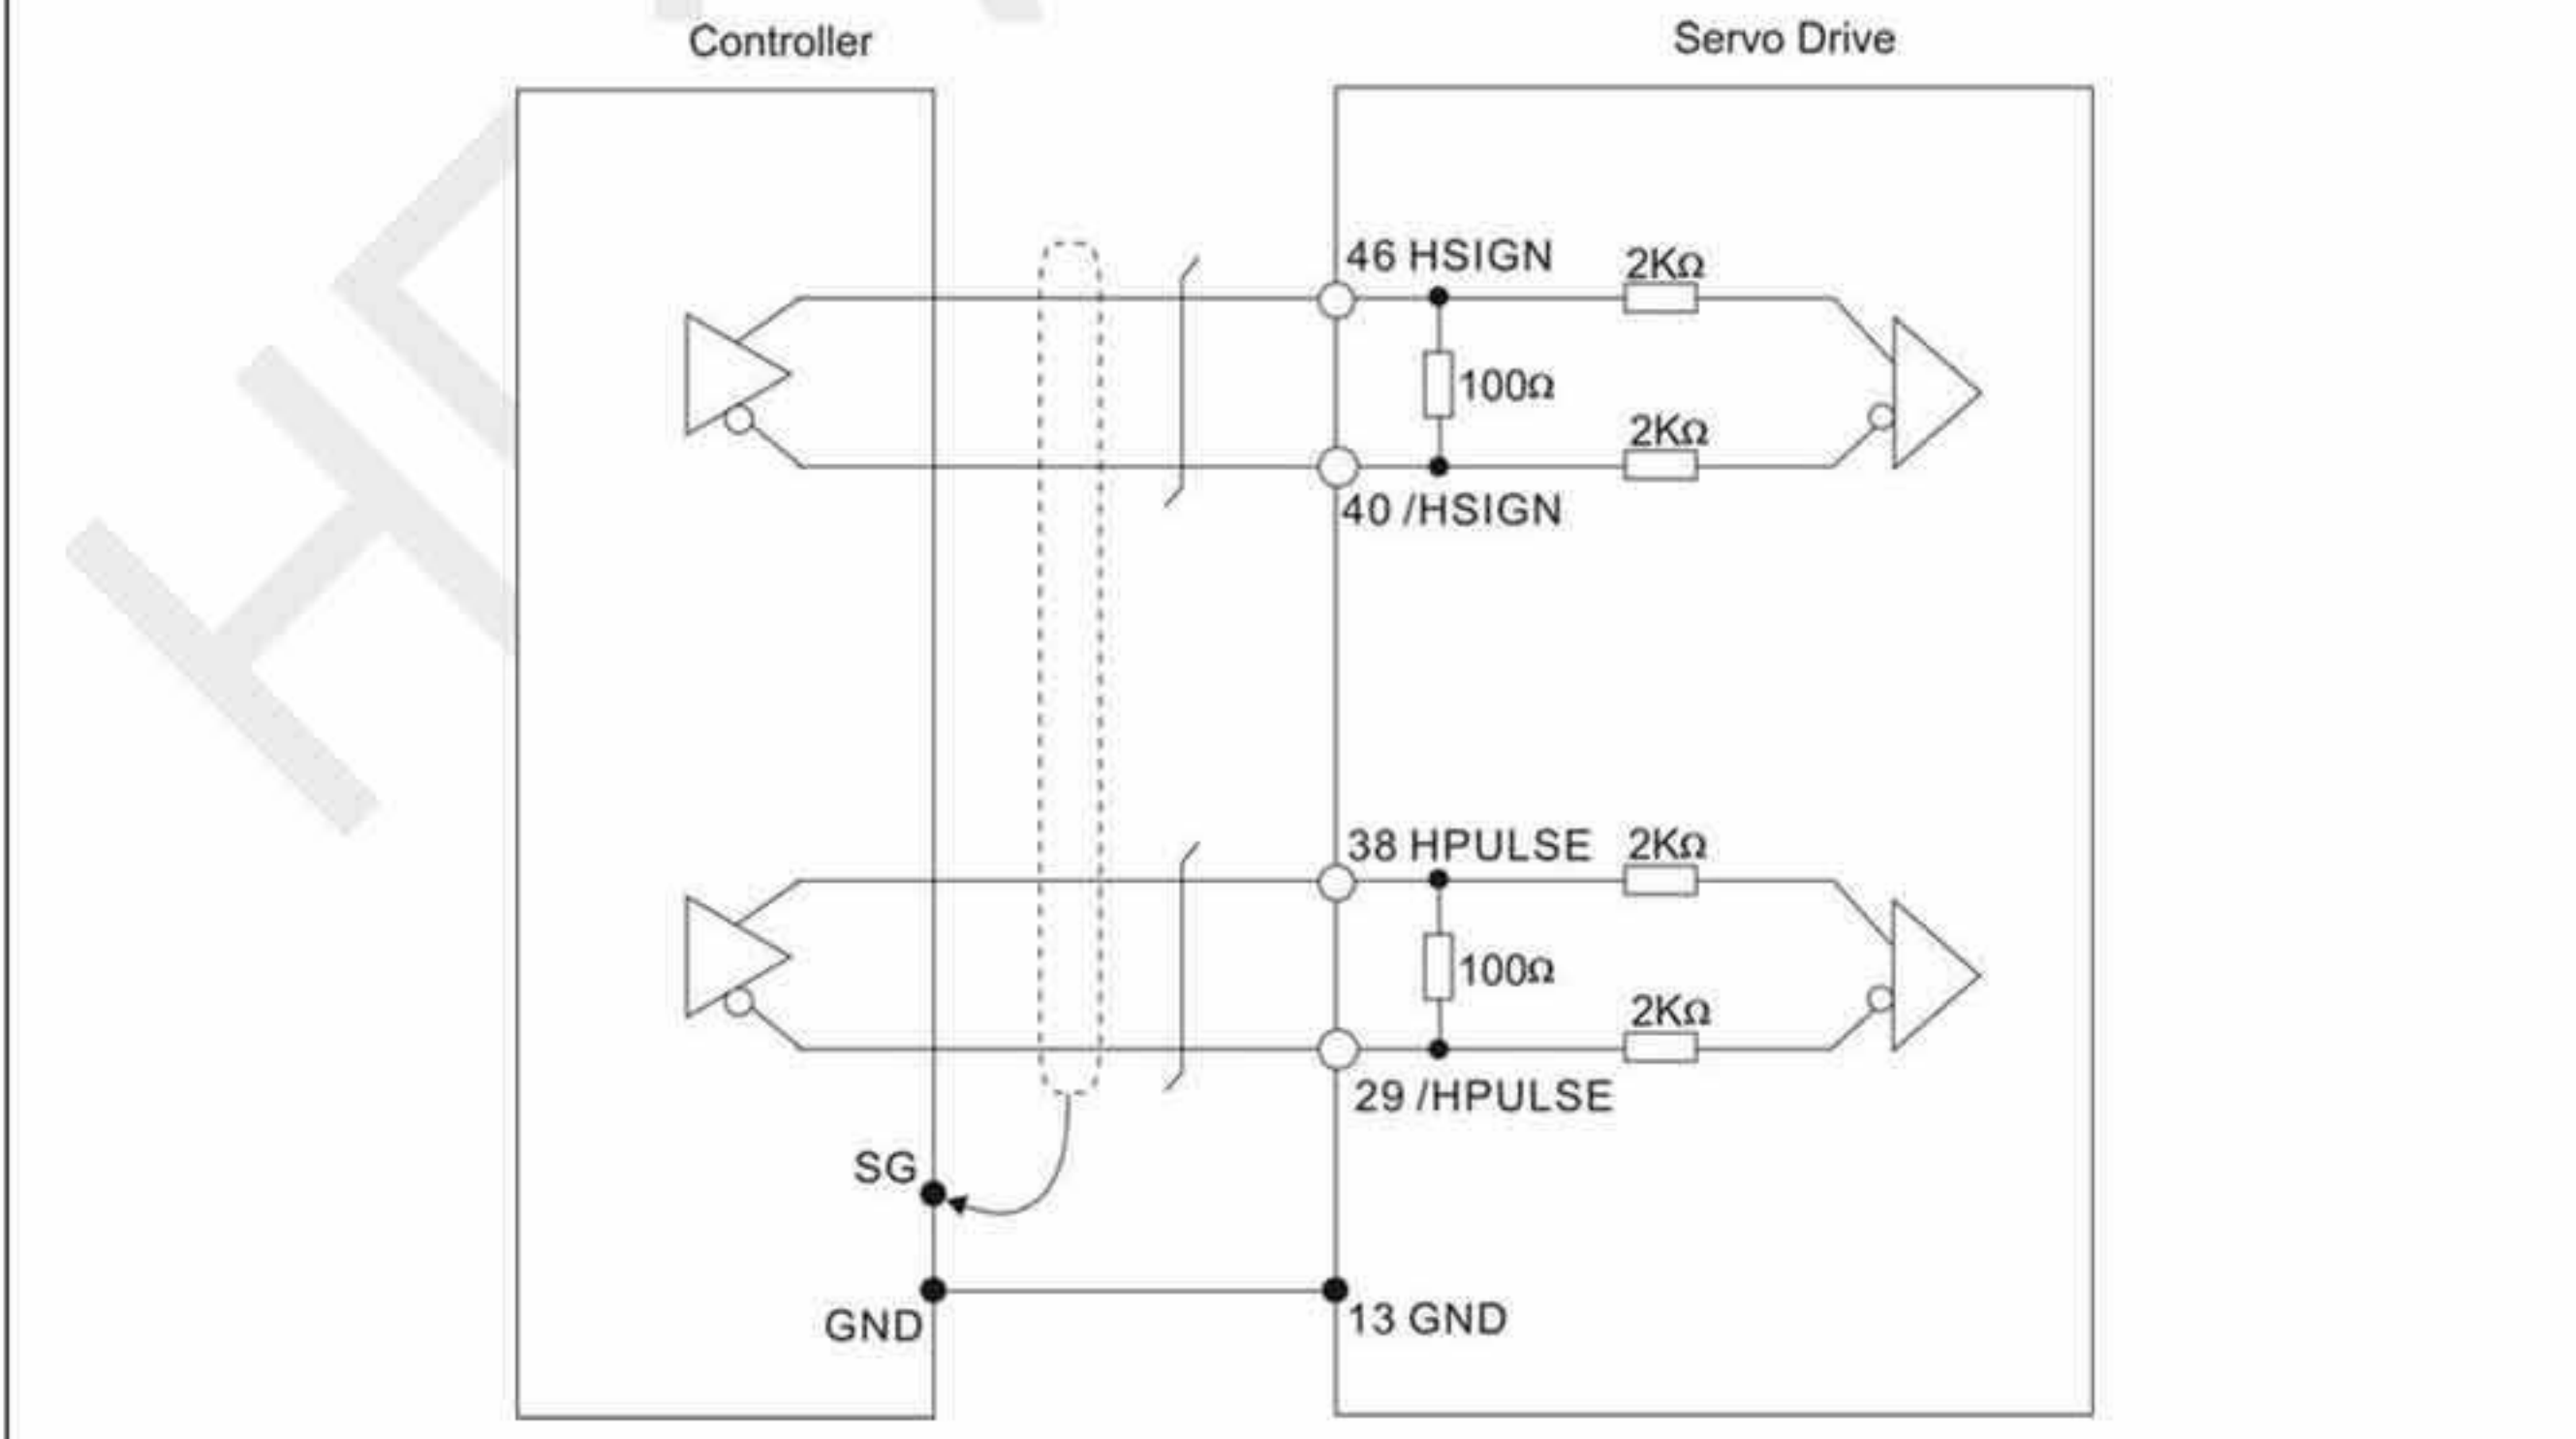 Controller
Servo Drive
46 HSIGN
2KΩ
100Ω
2KΩ
40 /HSIGN
38 HPULSE
2KΩ
100Ω
2KΩ
29 /HPULSE
SG
GND
13 GND